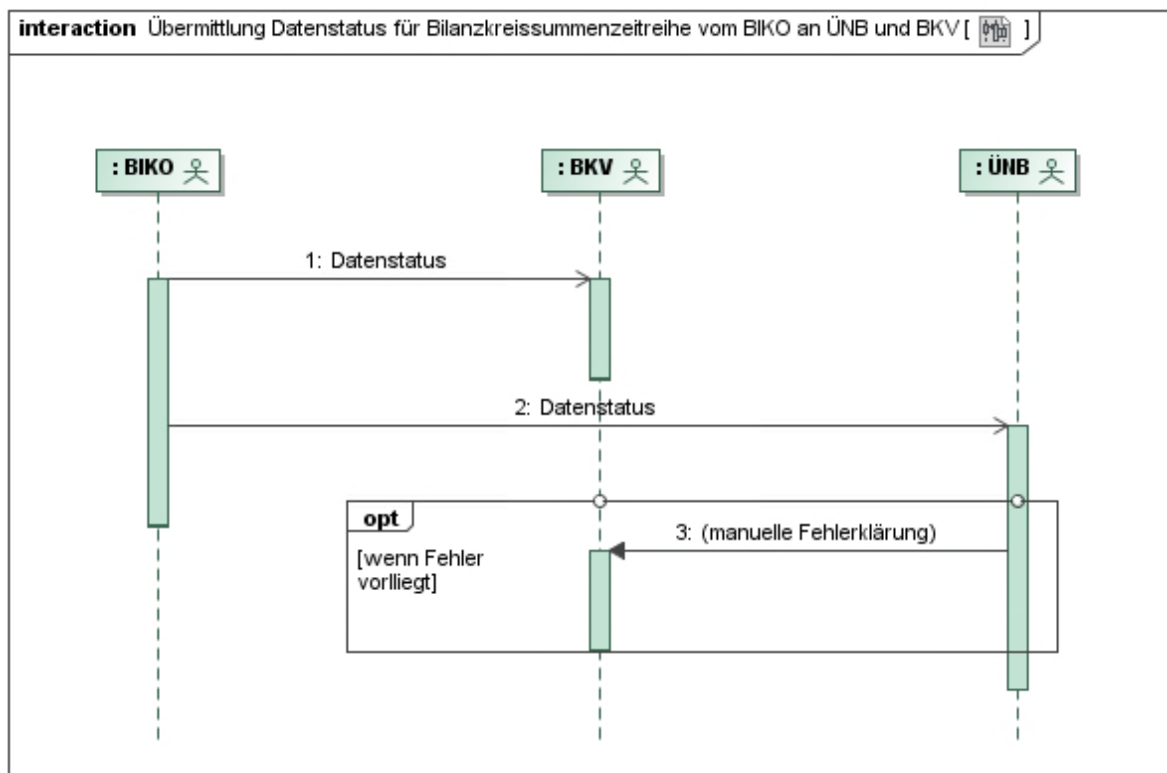 interaction Übermittlung Datenstatus für Bilanzkreissummenzeitreihe vom BIKO an ÜNB und BKV [ ]
: BIKO
: BKV
: ÜNB
1: Datenstatus
2: Datenstatus
opt
3: (manuelle Fehlerklärung)
[wenn Fehler
vorlliegt]